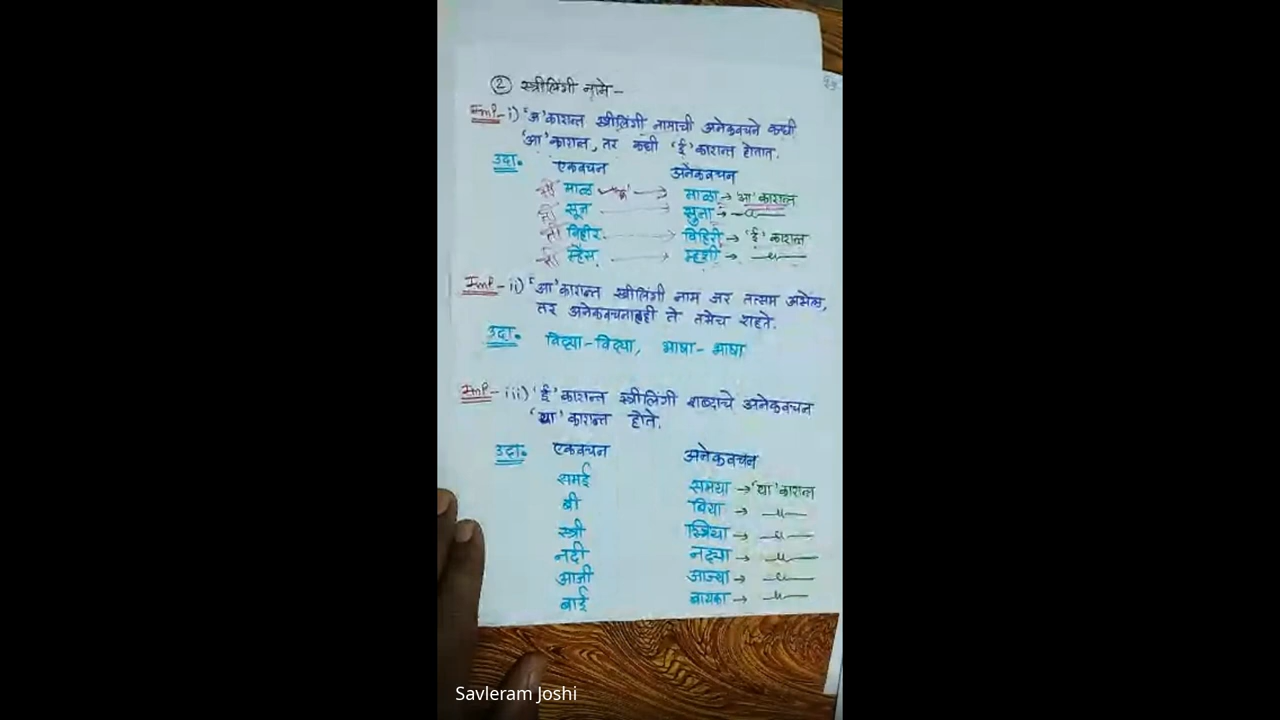 ② स्त्रीलिंगी नामे -
Imp - i) 'अ' कारान्त स्त्रीलिंगी नामाची अनेकवचने कधी
'आ' कारान्त, तर कधी 'ई' कारान्त होतात.
उदा. एकवचन अनेकवचन
ती माळ 'अ' → माळा → 'आ' कारान्त
ती सून → सुना → —"—
ती विहीर → विहिरी → 'ई' कारान्त
ती म्हैस → म्हशी → —"—
Imp - ii) 'आ' कारान्त स्त्रीलिंगी नाम जर तत्सम असेल,
तर अनेकवचनातही ते तसेच राहते.
उदा. विद्या - विद्या, भाषा - भाषा
Imp - iii) 'ई' कारान्त स्त्रीलिंगी शब्दाचे अनेकवचन
'या' कारान्त होते.
उदा. एकवचन अनेकवचन
समई समया → 'या' कारान्त
बी बिया → —"—
स्त्री स्त्रिया → —"—
नदी नद्या → —"—
आजी आज्या → —"—
बाई बायका → —"—
Savleram Joshi